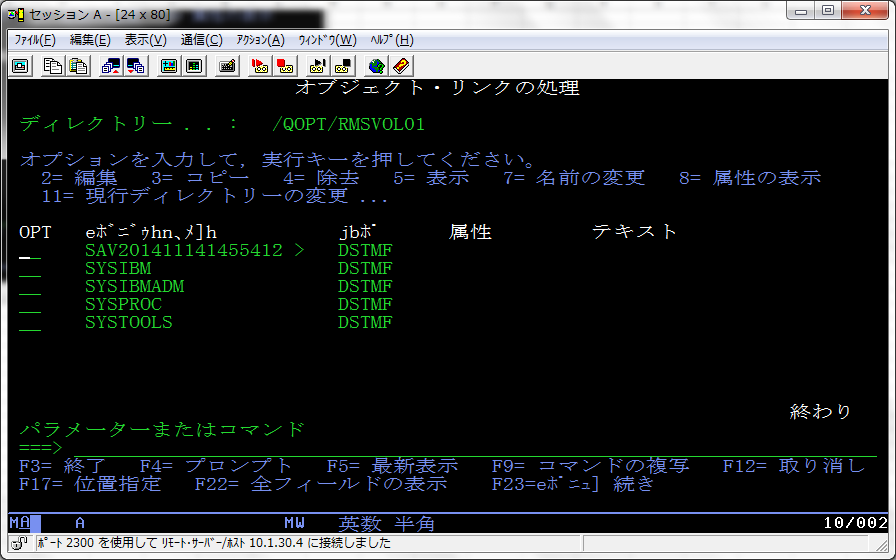 セッション A - [24 x 80]
ﾌｧｲﾙ(F) 編集(E) 表示(V) 通信(C) ｱｸｼｮﾝ(A) ｳｨﾝﾄﾞｳ(W) ﾍﾙﾌﾟ(H)
オブジェクト・リンクの処理
ディレクトリー . . : /QOPT/RMSVOL01
オプションを入力して, 実行キーを押してください。
2= 編集 3= コピー 4= 除去 5= 表示 7= 名前の変更 8= 属性の表示
11= 現行ディレクトリーの変更 ...
OPT eﾎﾞﾆﾞｩhn､ﾒ]h jbﾎﾞ 属性 テキスト
__ SAV201411141455412 > DSTMF
__ SYSIBM DSTMF
__ SYSIBMADM DSTMF
__ SYSPROC DSTMF
__ SYSTOOLS DSTMF
終わり
パラメーターまたはコマンド
===>
F3= 終了 F4= プロンプト F5= 最新表示 F9= コマンドの複写 F12= 取り消し
F17= 位置指定 F22= 全フィールドの表示 F23=eﾎﾞﾆｭ] 続き
MA A MW 英数 半角 10/002
ﾎﾟｰﾄ 2300 を使用して ﾘﾓｰﾄ･ｻｰﾊﾞｰ/ﾎｽﾄ 10.1.30.4 に接続しました